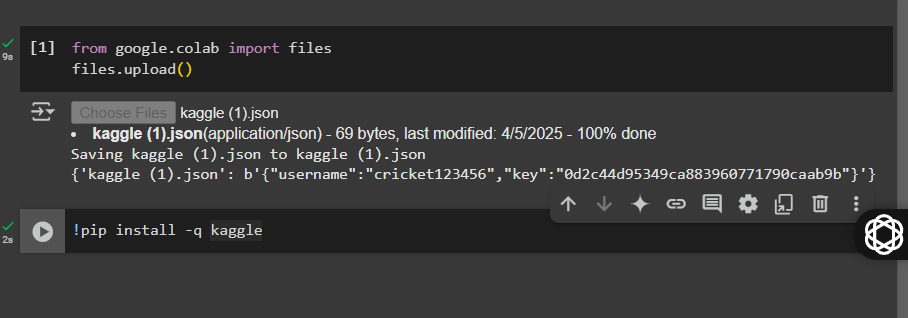 [1] from google.colab import files
files.upload()
9s
Choose Files kaggle (1).json
• kaggle (1).json(application/json) - 69 bytes, last modified: 4/5/2025 - 100% done
Saving kaggle (1).json to kaggle (1).json
{'kaggle (1).json': b'{"username":"cricket123456","key":"0d2c44d95349ca883960771790caab9b"}'}
!pip install -q kaggle
2s